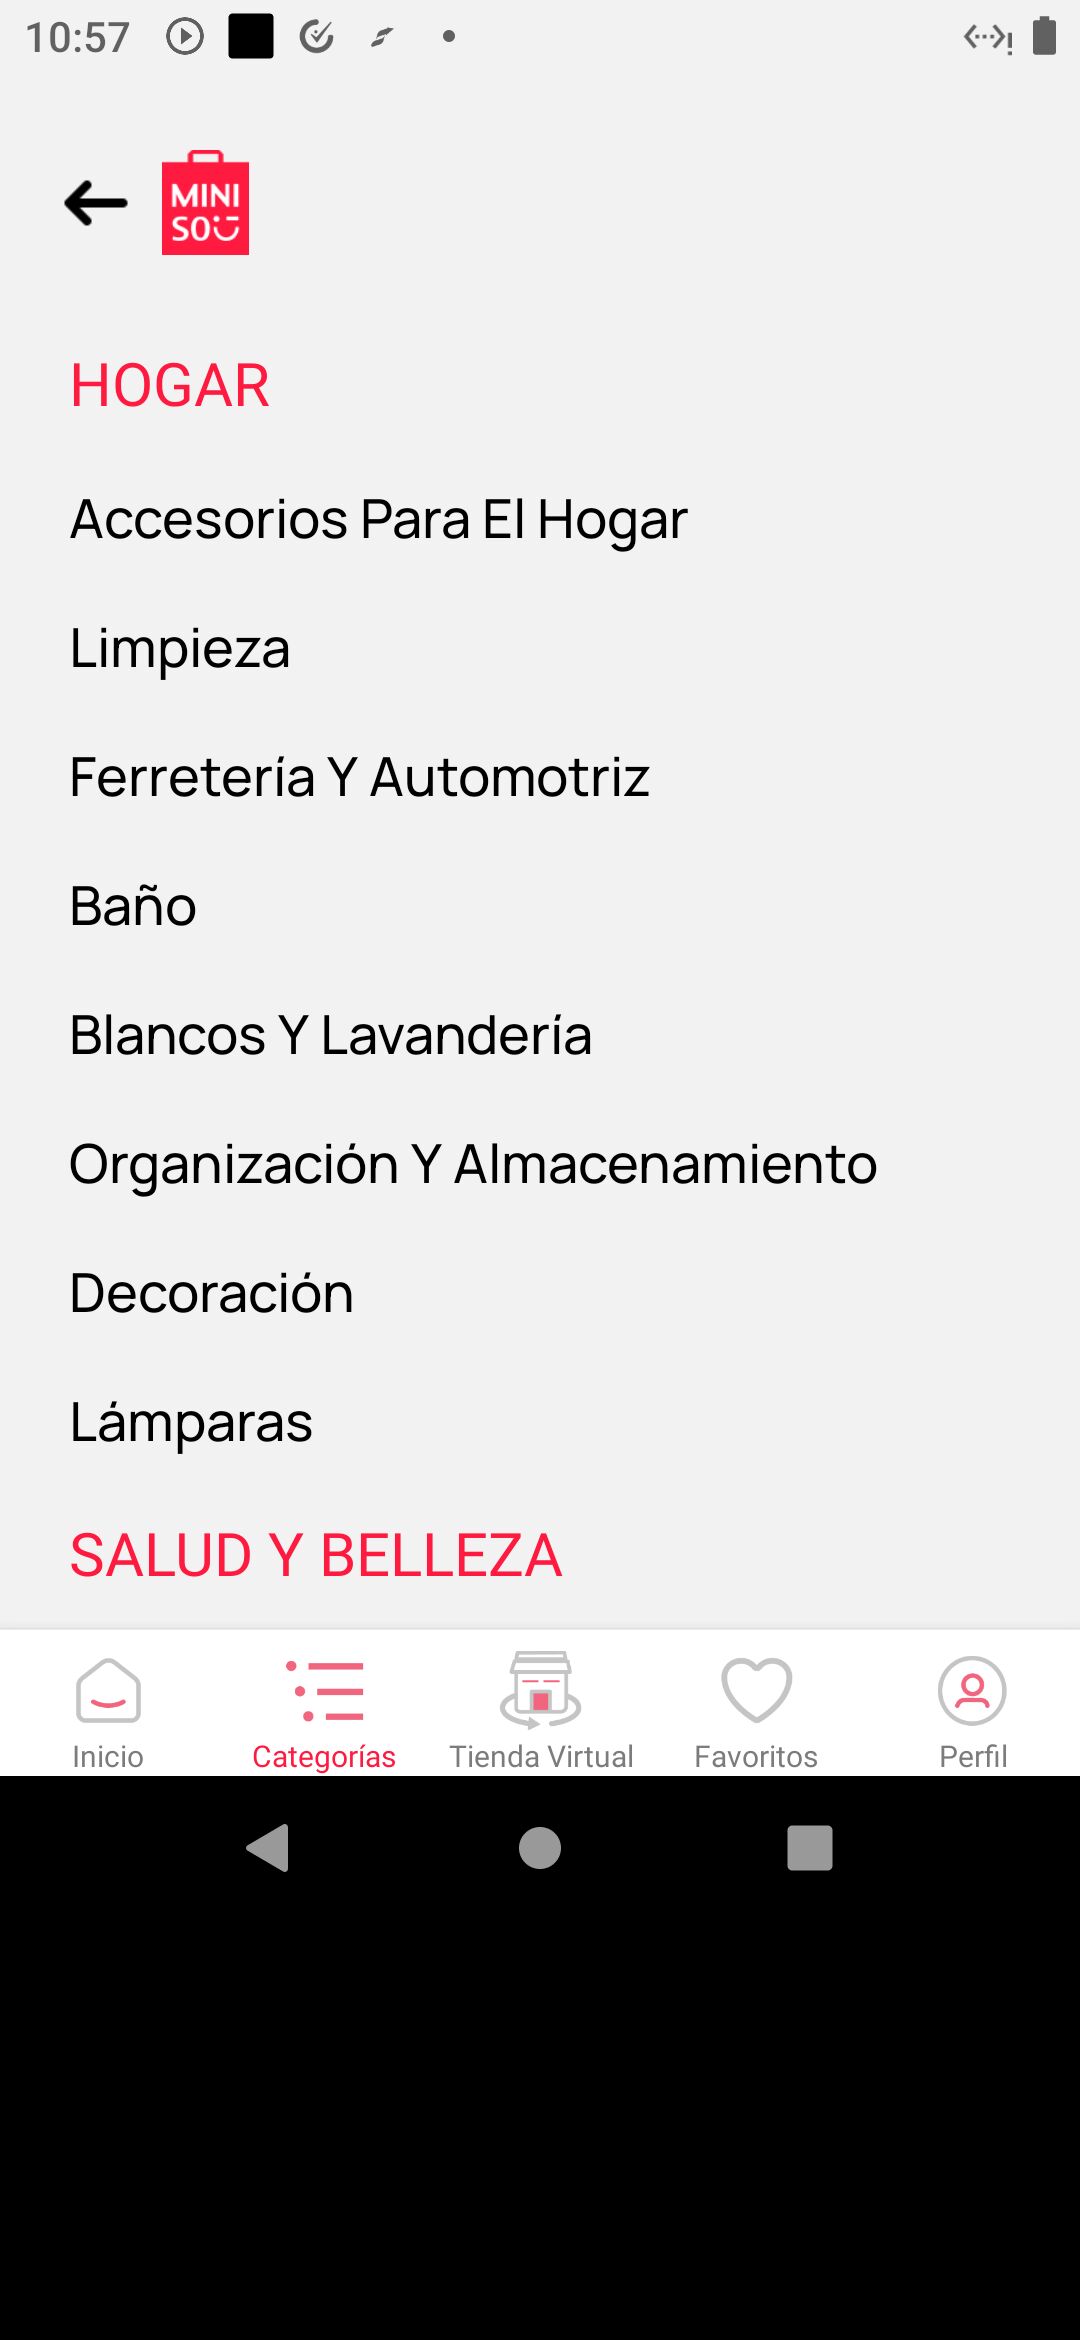 10:57
MINI
SO
HOGAR
Accesorios Para El Hogar
Limpieza
Ferretería Y Automotriz
Baño
Blancos Y Lavandería
Organización Y Almacenamiento
Decoración
Lámparas
SALUD Y BELLEZA
Inicio
Categorías
Tienda Virtual
Favoritos
Perfil